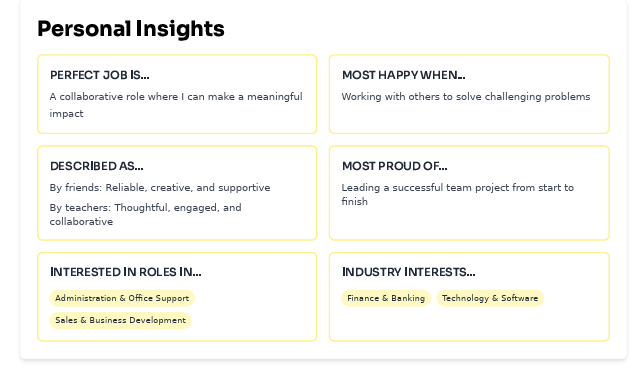 Personal Insights
PERFECT JOB IS...
A collaborative role where I can make a meaningful
impact
MOST HAPPY WHEN...
Working with others to solve challenging problems
DESCRIBED AS...
By friends: Reliable, creative, and supportive
By teachers: Thoughtful, engaged, and
collaborative
MOST PROUD OF...
Leading a successful team project from start to
finish
INTERESTED IN ROLES IN...
Administration & Office Support
Sales & Business Development
INDUSTRY INTERESTS...
Finance & Banking
Technology & Software